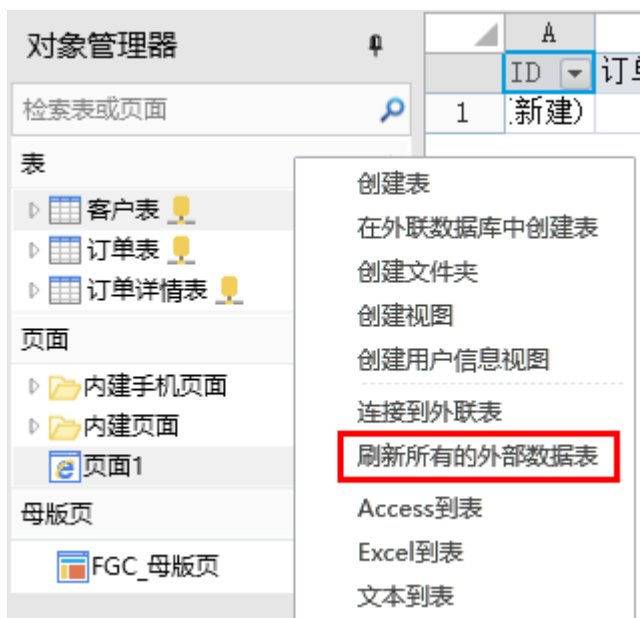 对象管理器
检索表或页面
表
客户表
订单表
订单详情表
页面
内建手机页面
内建页面
页面1
母版页
FGC_母版页
A
ID 订单
1 新建)
创建表
在外联数据库中创建表
创建文件夹
创建视图
创建用户信息视图
连接到外联表
刷新所有的外部数据表
Access到表
Excel到表
文本到表